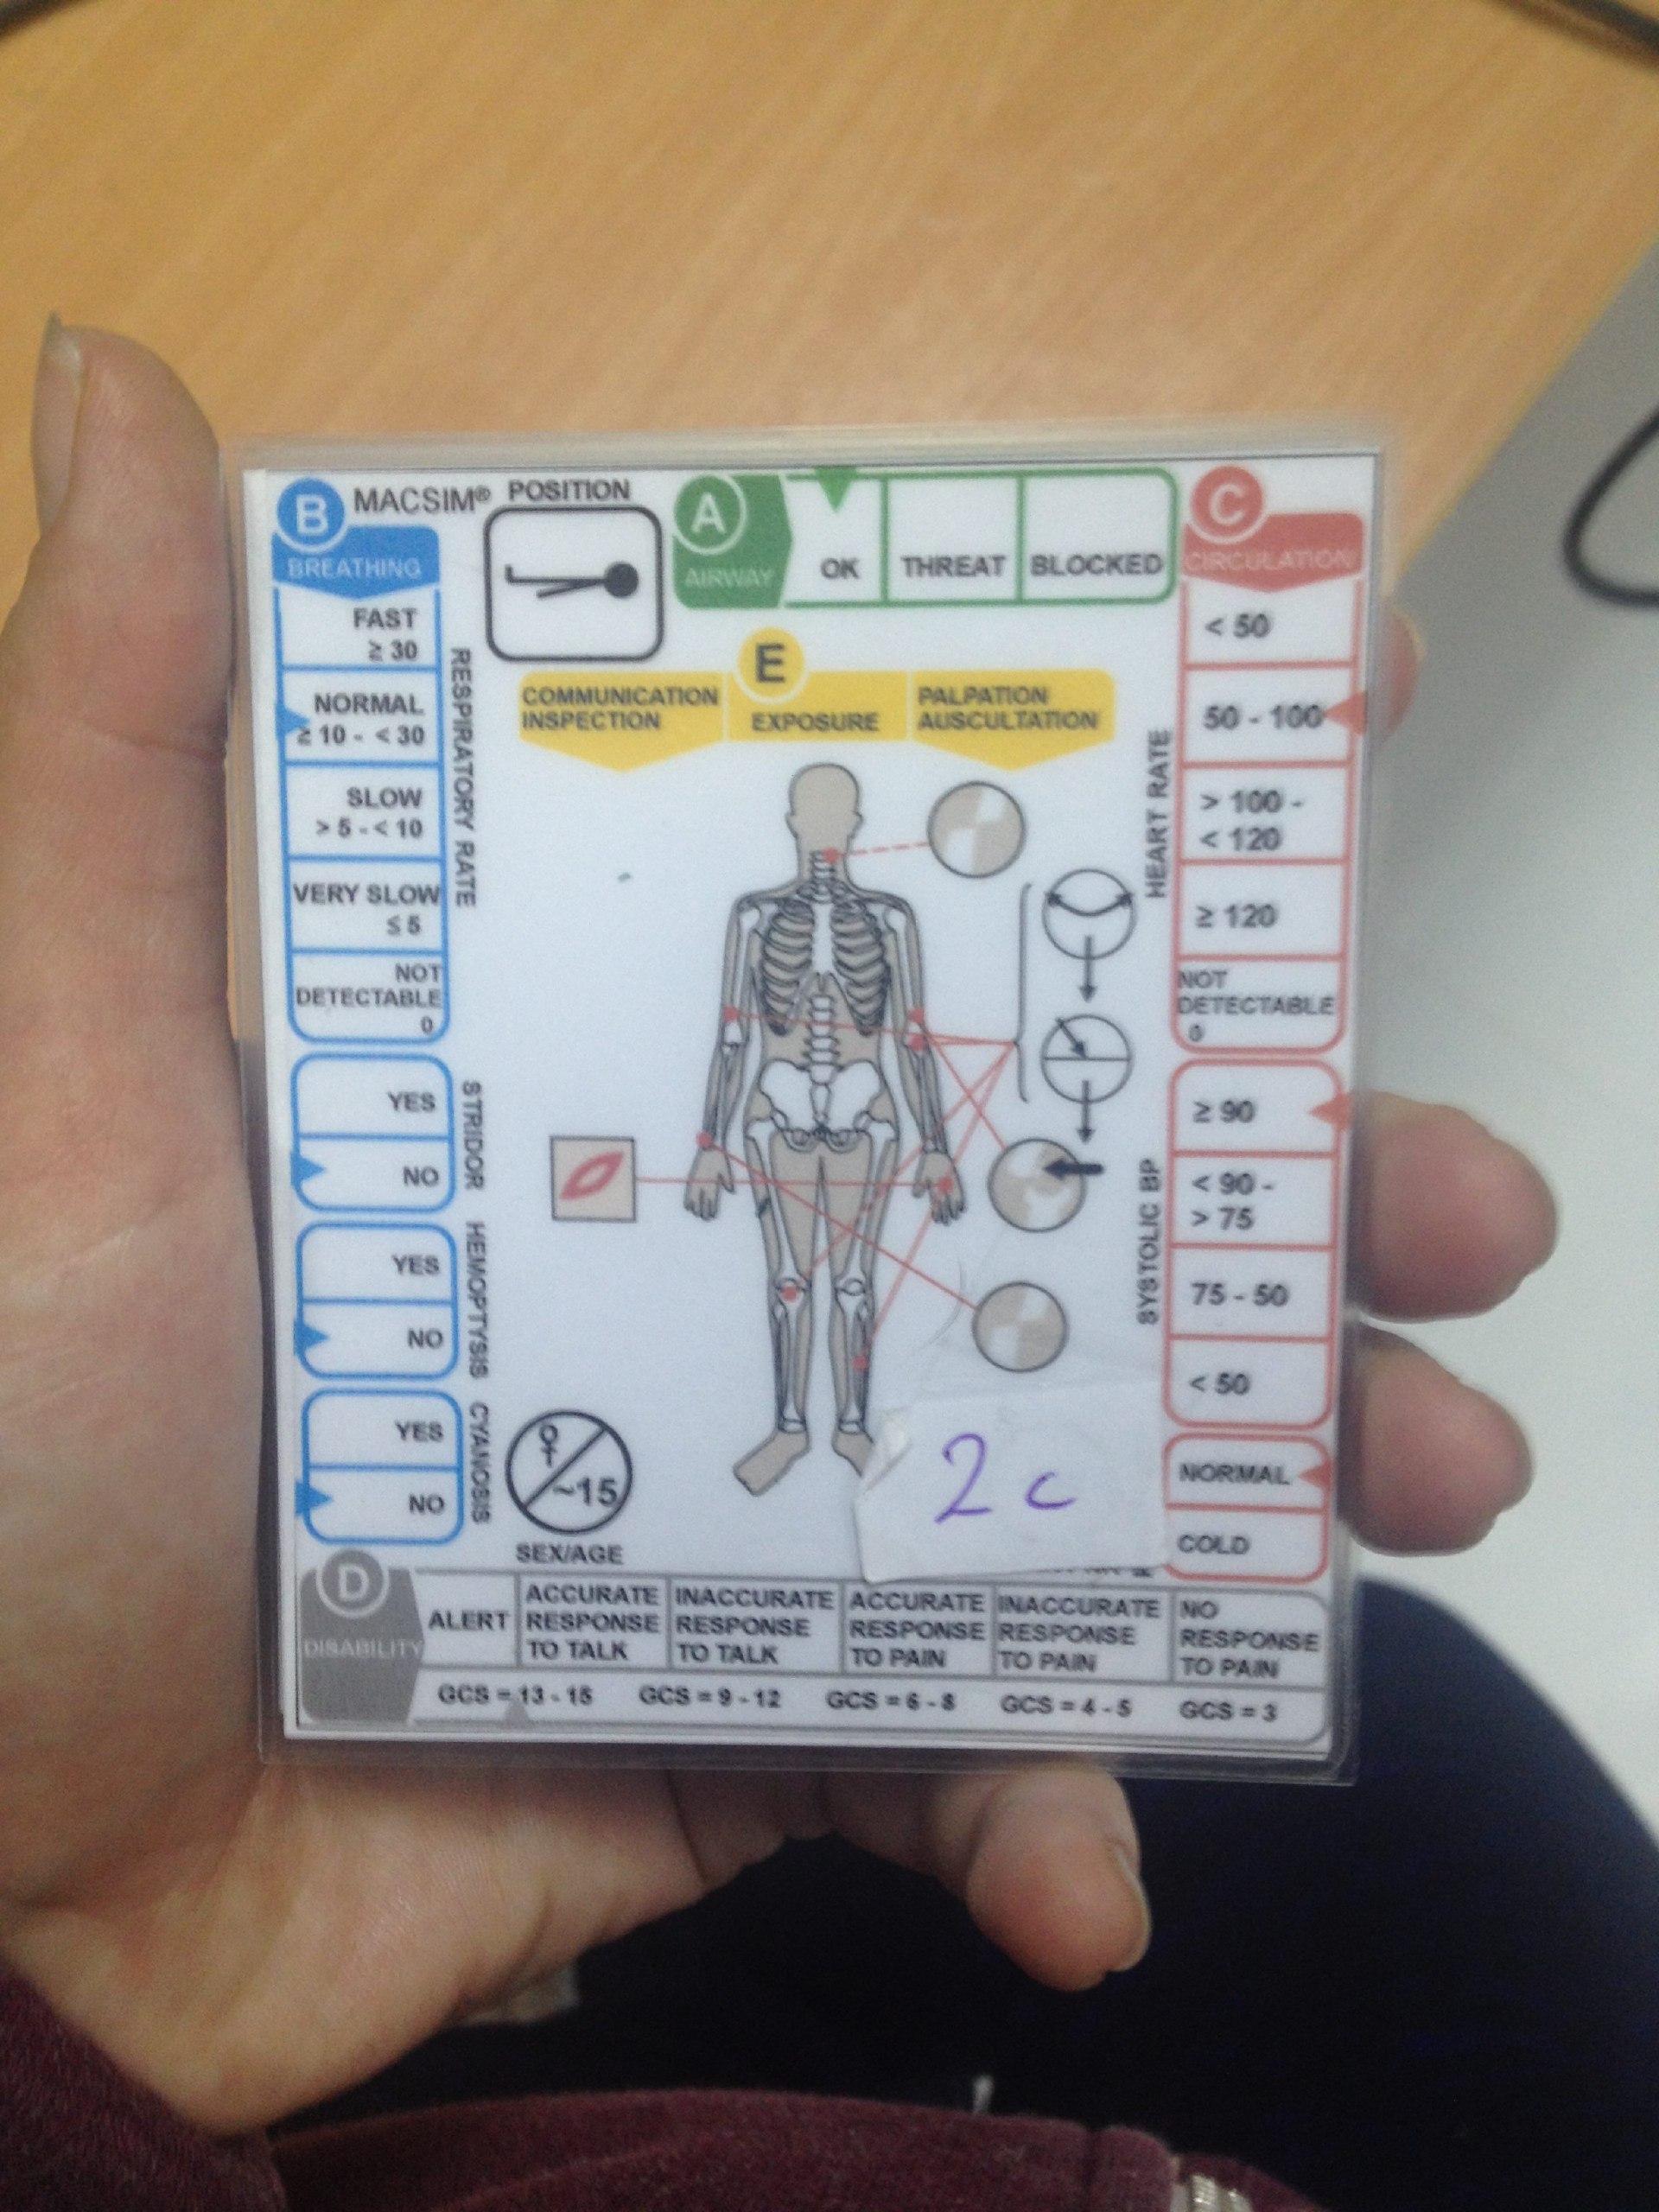 B
MACSIM® POSITION
BREATHING
FAST
≥ 30
NORMAL
≥ 10 - < 30
SLOW
> 5 - < 10
VERY SLOW
≤ 5
NOT
DETECTABLE
0
RESPIRATORY RATE
YES
NO
STRIDOR
YES
NO
HEMOPTYSIS
YES
NO
CYANOSIS
A
AIRWAY
OK
THREAT
BLOCKED
E
COMMUNICATION
INSPECTION
EXPOSURE
PALPATION
AUSCULTATION
C
CIRCULATION
< 50
50 - 100
> 100 -
< 120
≥ 120
NOT
DETECTABLE
0
HEART RATE
≥ 90
< 90 -
> 75
75 - 50
< 50
SYSTOLIC BP
NORMAL
COLD
♀
~15
SEX/AGE
2c
D
DISABILITY
ALERT
ACCURATE
RESPONSE
TO TALK
INACCURATE
RESPONSE
TO TALK
ACCURATE
RESPONSE
TO PAIN
INACCURATE
RESPONSE
TO PAIN
NO
RESPONSE
TO PAIN
GCS = 13 - 15
GCS = 9 - 12
GCS = 6 - 8
GCS = 4 - 5
GCS = 3